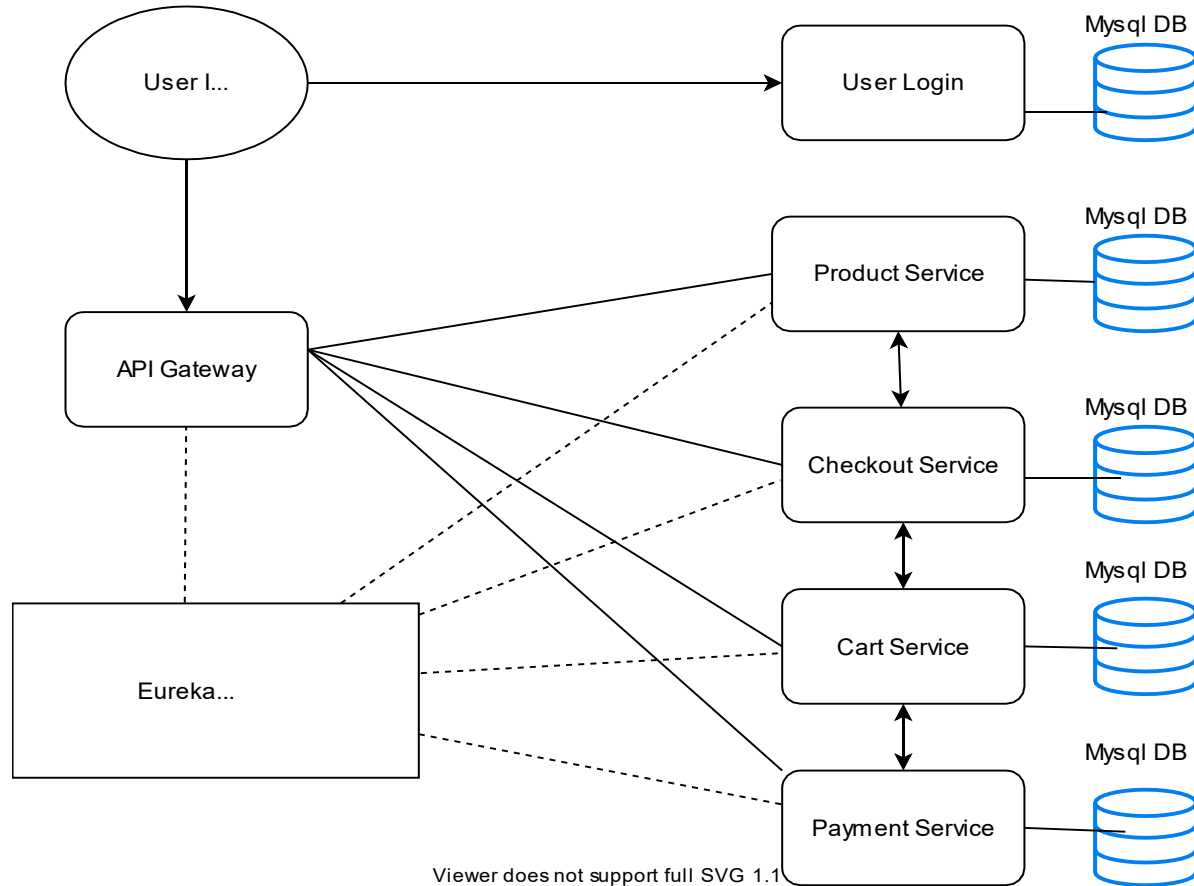 Mysql DB
User I...
User Login
Mysql DB
Product Service
API Gateway
Mysql DB
Checkout Service
Mysql DB
Cart Service
Eureka...
Mysql DB
Payment Service
Viewer does not support full SVG 1.1